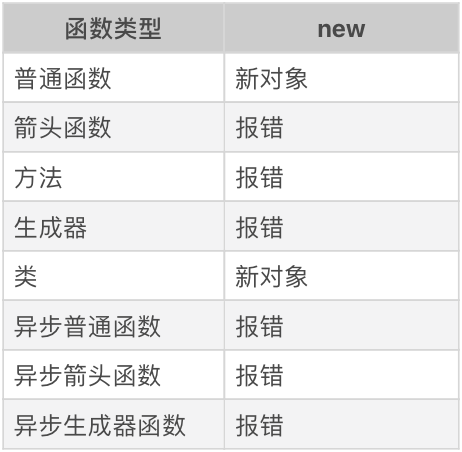 函数类型 new
普通函数 新对象
箭头函数 报错
方法 报错
生成器 报错
类 新对象
异步普通函数 报错
异步箭头函数 报错
异步生成器函数 报错